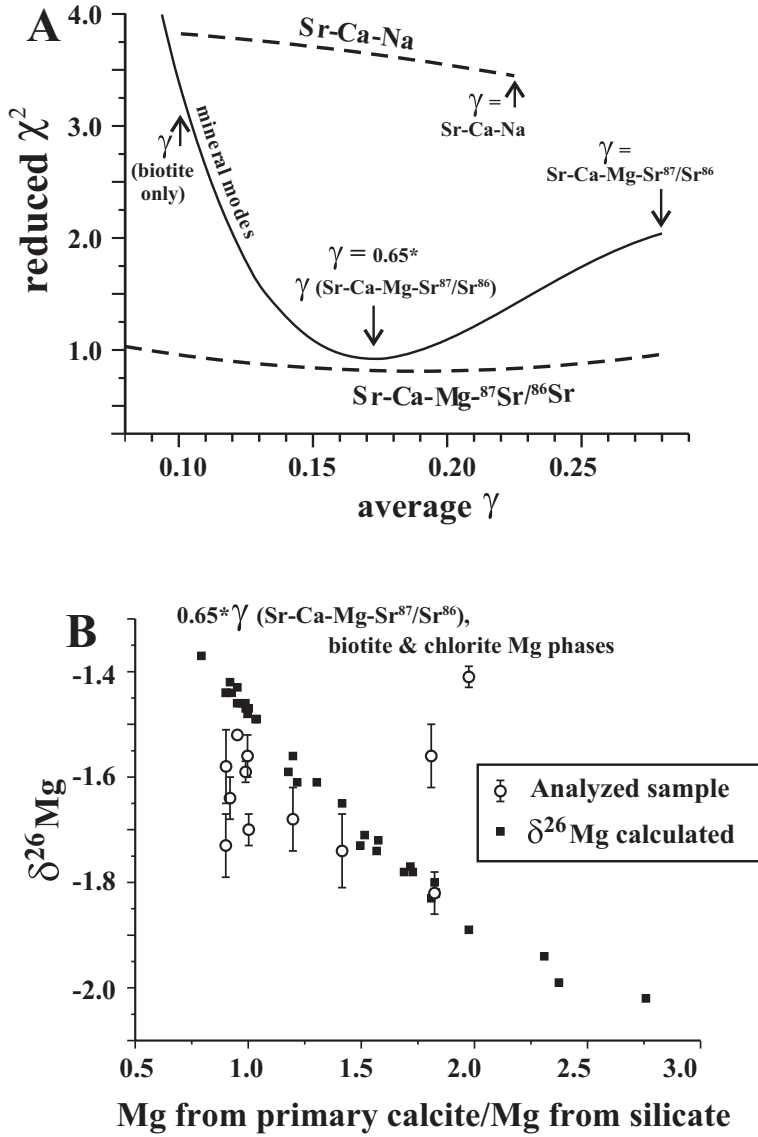 A
4.0
3.0
2.0
1.0
reduced χ²
Sr-Ca-Na
γ =
Sr-Ca-Na
γ
(biotite
only)
mineral modes
γ =
Sr-Ca-Mg-Sr⁸⁷/Sr⁸⁶
γ = 0.65*
γ (Sr-Ca-Mg-Sr⁸⁷/Sr⁸⁶)
Sr-Ca-Mg-⁸⁷Sr/⁸⁶Sr
0.10 0.15 0.20 0.25
average γ
B
0.65*γ (Sr-Ca-Mg-Sr⁸⁷/Sr⁸⁶),
biotite & chlorite Mg phases
-1.4
-1.6
-1.8
-2.0
δ²⁶Mg
Analyzed sample
δ²⁶Mg calculated
0.5 1.0 1.5 2.0 2.5 3.0
Mg from primary calcite/Mg from silicate